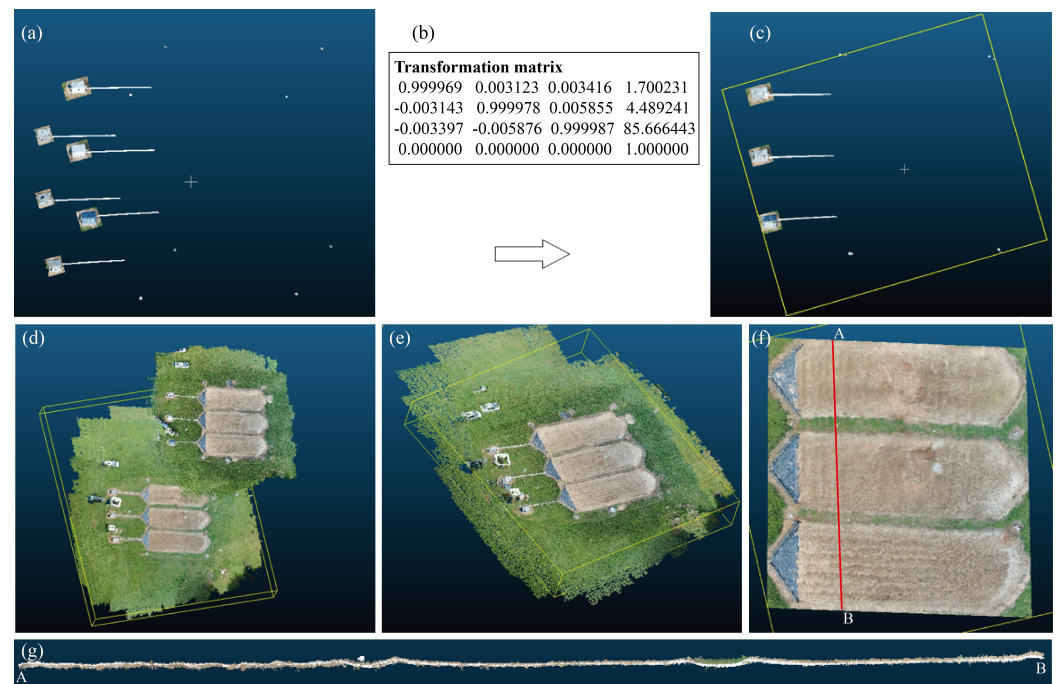 (a)
(b)
(c)
Transformation matrix
0.999969 0.003123 0.003416 1.700231
-0.003143 0.999978 0.005855 4.489241
-0.003397 -0.005876 0.999987 85.666443
0.000000 0.000000 0.000000 1.000000
(d)
(e)
(f)
A
B
(g)
A
B